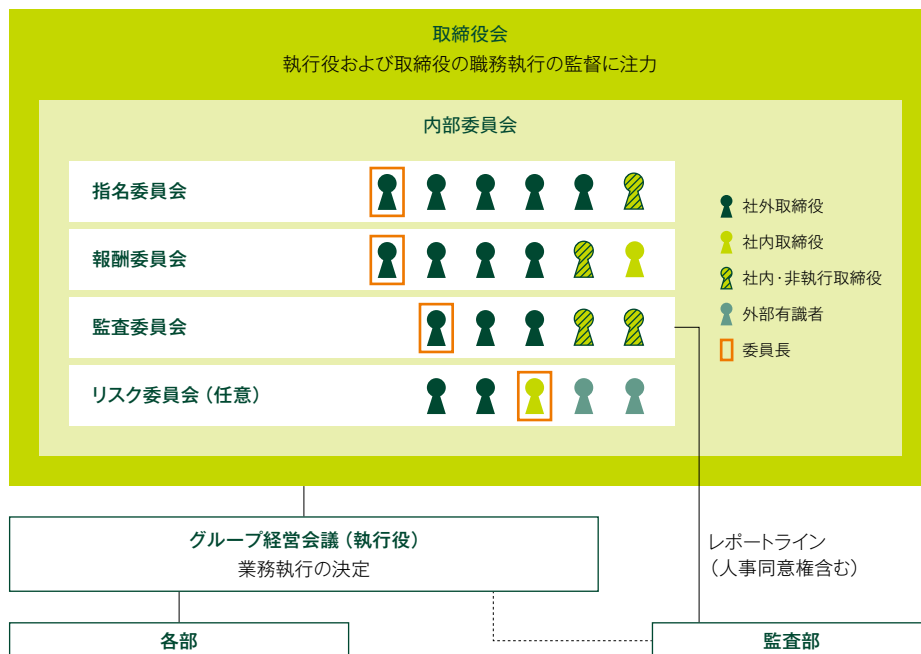 取締役会
執行役および取締役の職務執行の監督に注力
内部委員会
指名委員会
報酬委員会
監査委員会
リスク委員会（任意）
社外取締役
社内取締役
社内・非執行取締役
外部有識者
委員長
グループ経営会議（執行役）
業務執行の決定
レポートライン
（人事同意権含む）
各部
監査部